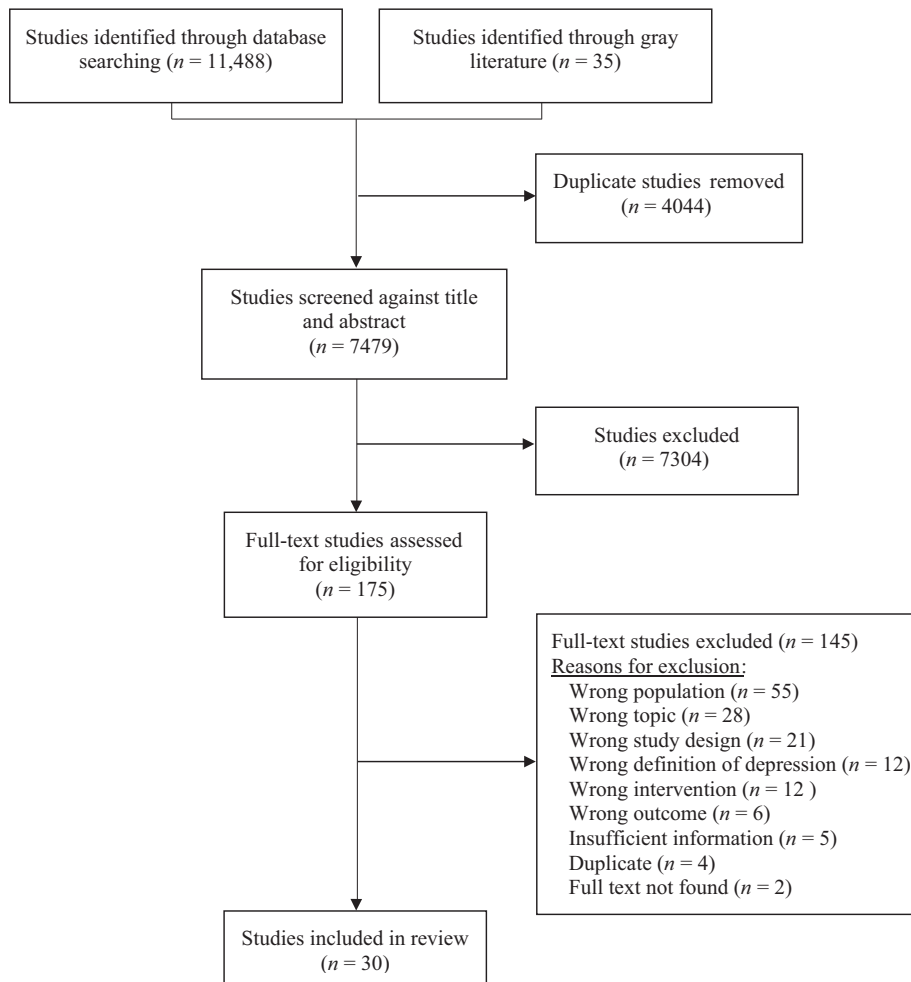 Studies identified through database
searching (n = 11,488)
Studies identified through gray
literature (n = 35)
Duplicate studies removed
(n = 4044)
Studies screened against title
and abstract
(n = 7479)
Studies excluded
(n = 7304)
Full-text studies assessed
for eligibility
(n = 175)
Full-text studies excluded (n = 145)
Reasons for exclusion:
Wrong population (n = 55)
Wrong topic (n = 28)
Wrong study design (n = 21)
Wrong definition of depression (n = 12)
Wrong intervention (n = 12 )
Wrong outcome (n = 6)
Insufficient information (n = 5)
Duplicate (n = 4)
Full text not found (n = 2)
Studies included in review
(n = 30)